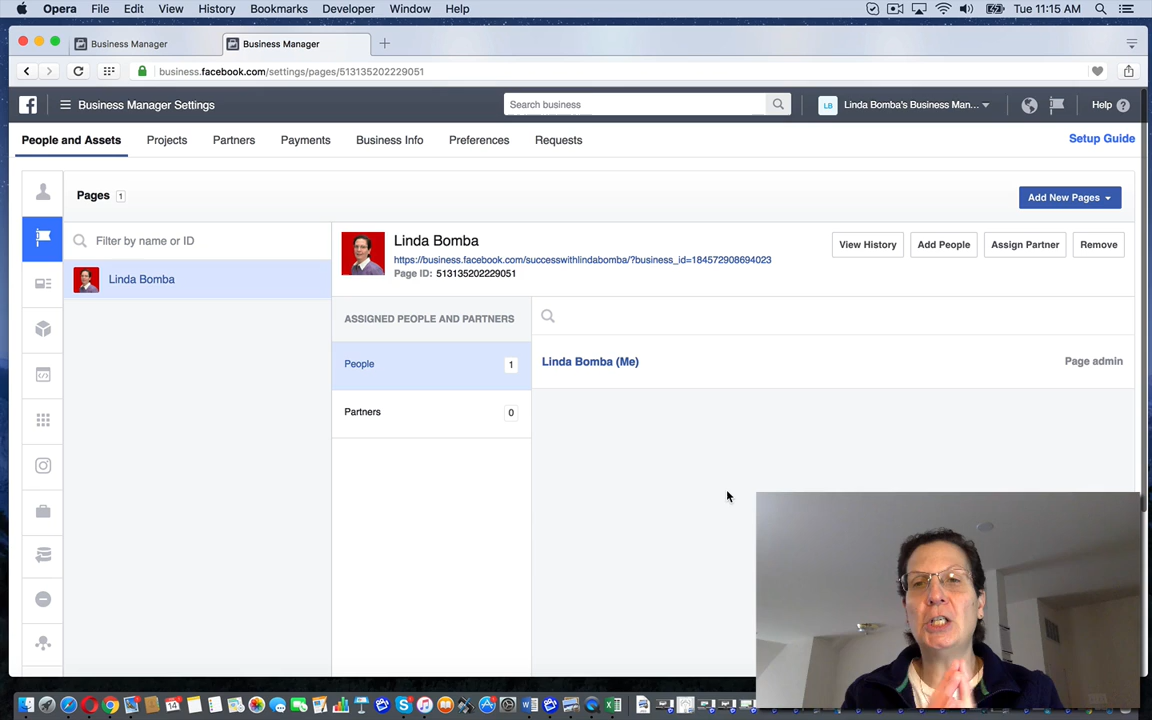 Opera File Edit View History Bookmarks Developer Window Help Tue 11:15 AM
Business Manager Business Manager
business.facebook.com/settings/pages/513135202229051
Business Manager Settings Search business LB Linda Bomba's Business Man... Help
People and Assets Projects Partners Payments Business Info Preferences Requests Setup Guide
Pages 1 Add New Pages
Filter by name or ID
Linda Bomba
Linda Bomba
https://business.facebook.com/successwithlindabomba/?business_id=184572908694023
Page ID: 513135202229051
View History Add People Assign Partner Remove
ASSIGNED PEOPLE AND PARTNERS
People 1
Linda Bomba (Me) Page admin
Partners 0